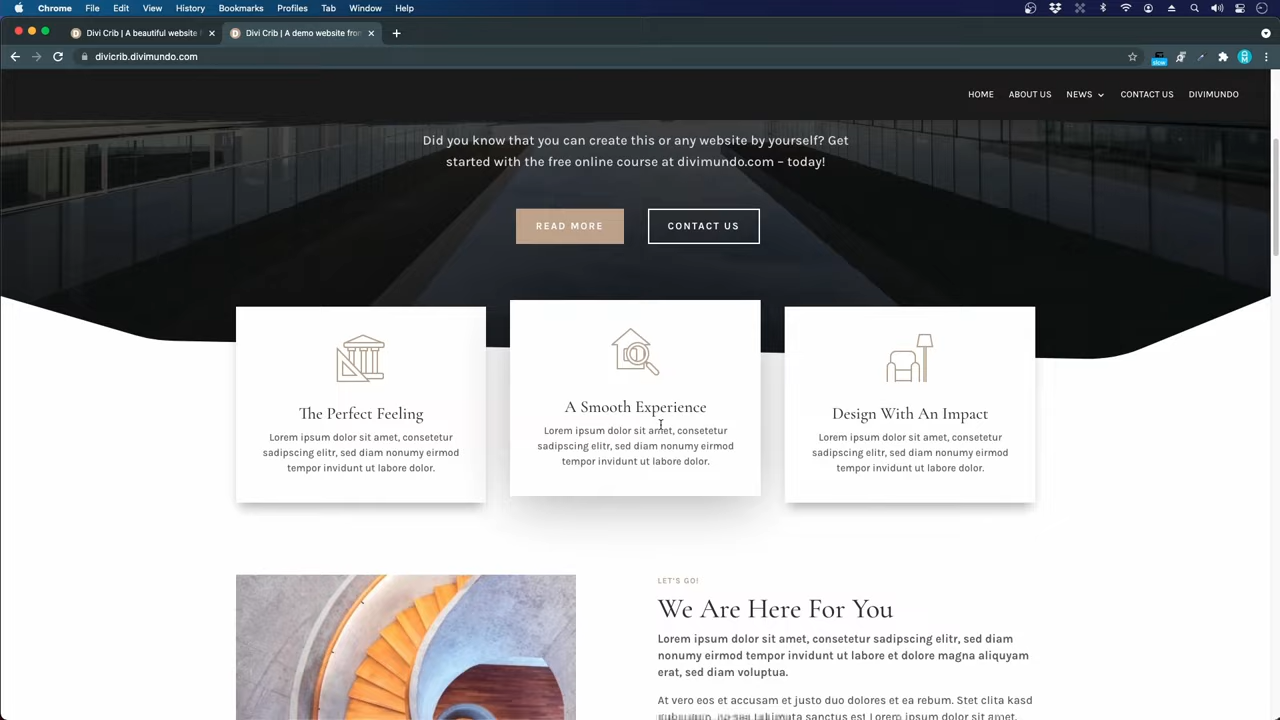 Chrome File Edit View History Bookmarks Profiles Tab Window Help
Divi Crib | A beautiful website
Divi Crib | A demo website from
divicrib.divimundo.com
slow
HOME ABOUT US NEWS CONTACT US DIVIMUNDO
Did you know that you can create this or any website by yourself? Get
started with the free online course at divimundo.com – today!
READ MORE
CONTACT US
The Perfect Feeling
Lorem ipsum dolor sit amet, consetetur
sadipscing elitr, sed diam nonumy eirmod
tempor invidunt ut labore dolor.
A Smooth Experience
Lorem ipsum dolor sit amet, consetetur
sadipscing elitr, sed diam nonumy eirmod
tempor invidunt ut labore dolor.
Design With An Impact
Lorem ipsum dolor sit amet, consetetur
sadipscing elitr, sed diam nonumy eirmod
tempor invidunt ut labore dolor.
LET'S GO!
We Are Here For You
Lorem ipsum dolor sit amet, consetetur sadipscing elitr, sed diam
nonumy eirmod tempor invidunt ut labore et dolore magna aliquyam
erat, sed diam voluptua.
At vero eos et accusam et justo duo dolores et ea rebum. Stet clita kasd
sanctus est Lorem ipsum dolor sit amet.